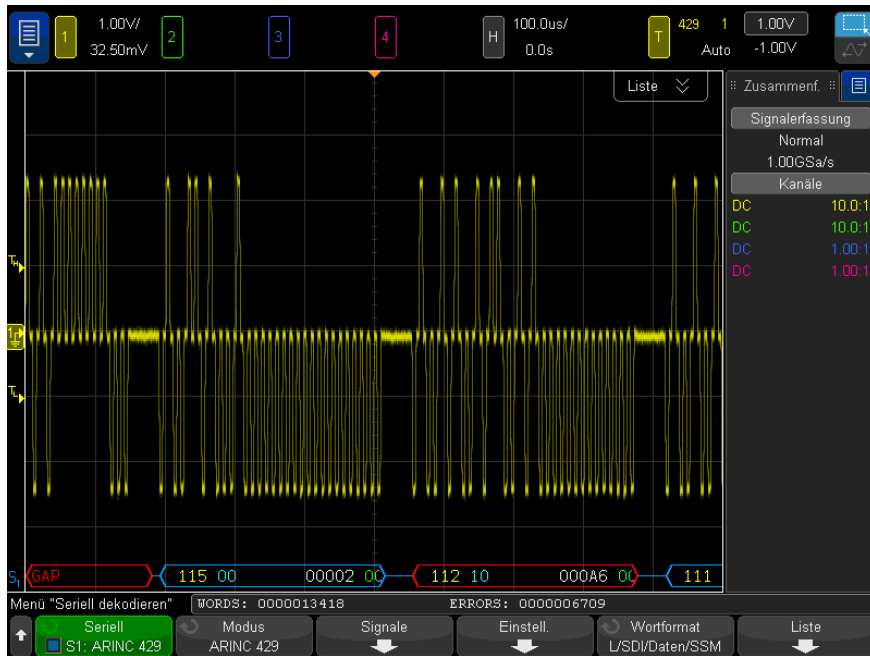 1 1.00V/ 2 3 4 H 100.0us/ T 429 1 1.00V
32.50mV 0.0s Auto -1.00V
Liste
Zusammenf.
Signalerfassung
Normal
1.00GSa/s
Kanäle
DC 10.0:1
DC 10.0:1
DC 1.00:1
DC 1.00:1
TH
1
TL
S1 GAP 115 00 00002 00 112 10 000A6 00 111
Menü "Seriell dekodieren" WORDS: 0000013418 ERRORS: 0000006709
Seriell Modus Signale Einstell. Wortformat Liste
S1: ARINC 429 ARINC 429 L/SDI/Daten/SSM